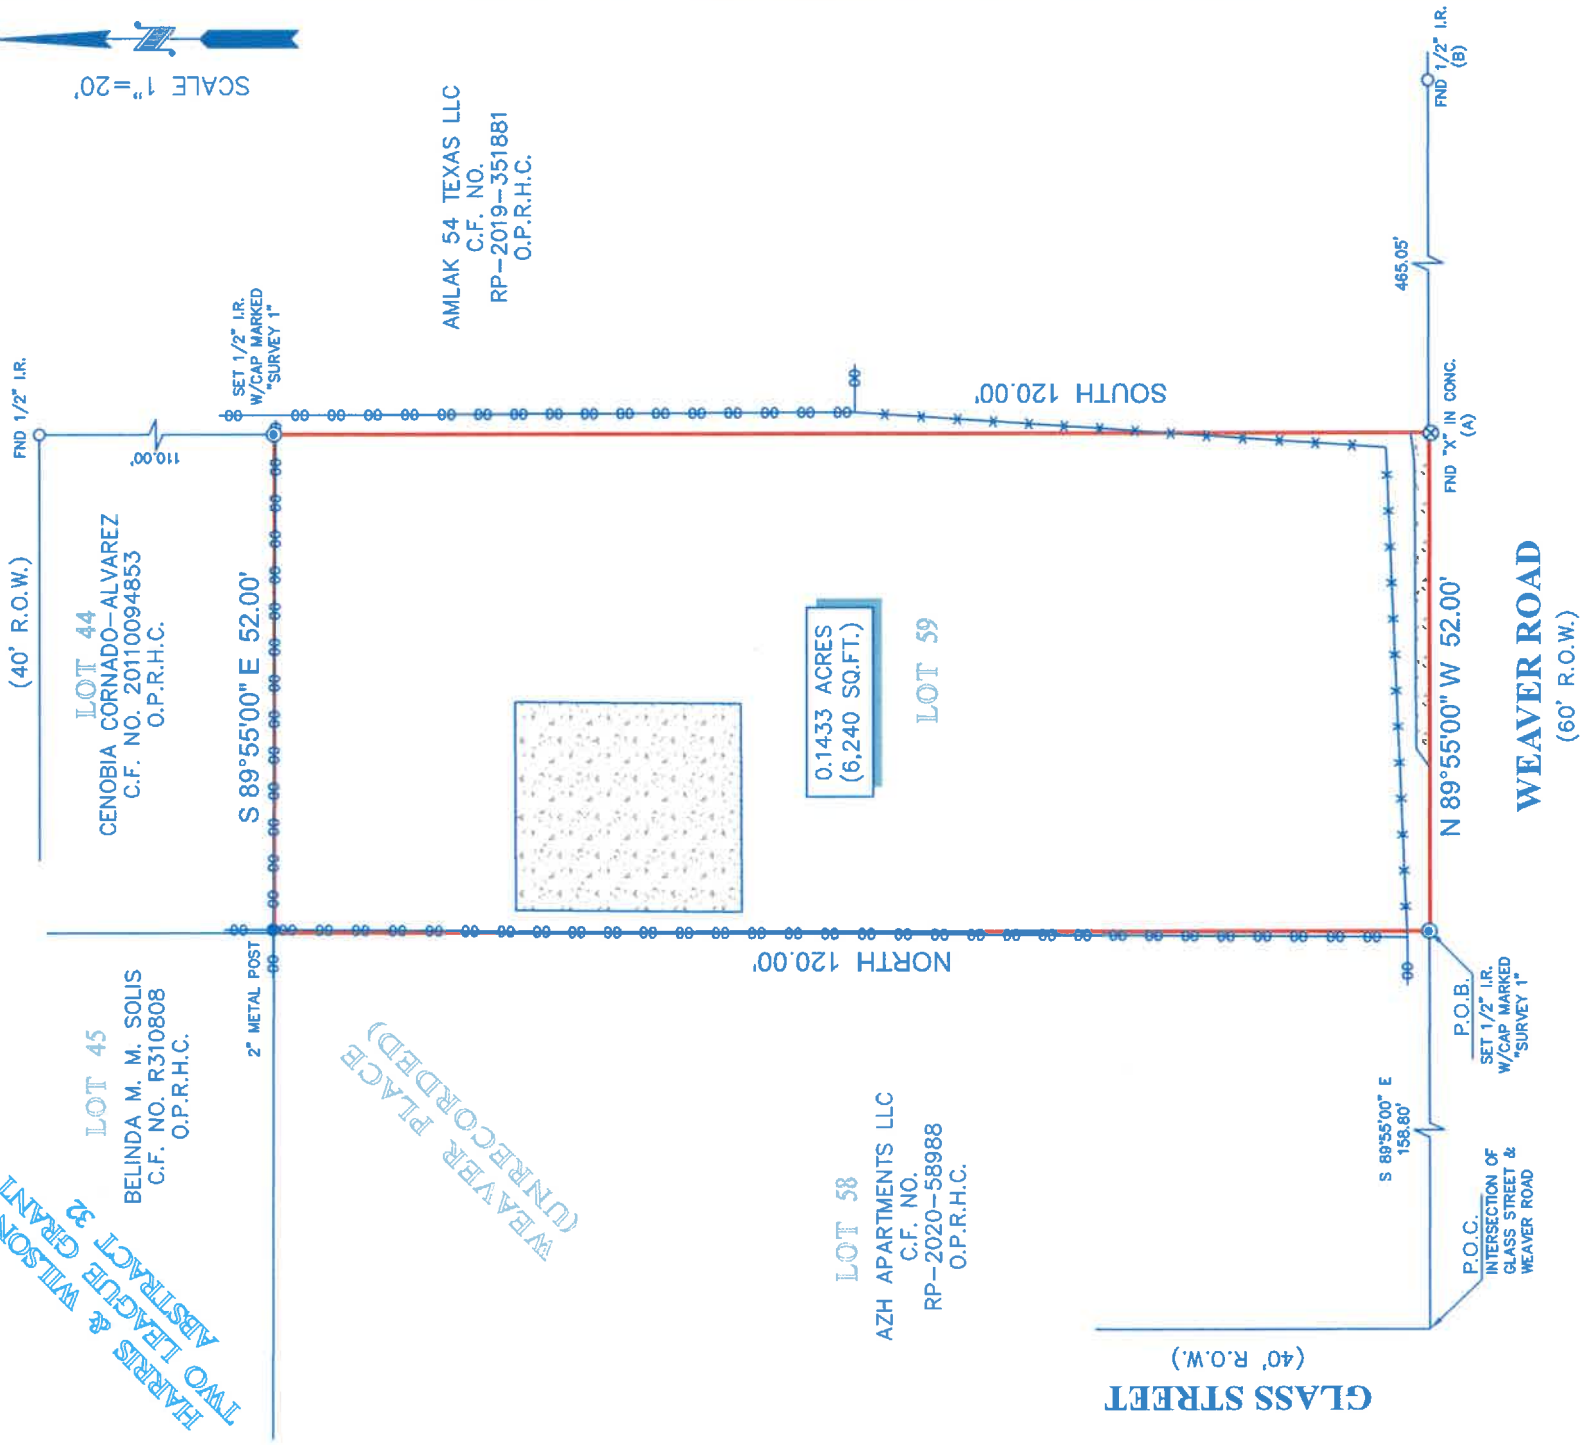 SCALE 1"=20'
FND 1/2" I.R.
(40' R.O.W.)
110.00'
LOT 44
CENOBIA CORNADO-ALVAREZ
C.F. NO. 20110094853
O.P.R.H.C.
SET 1/2" I.R.
W/CAP MARKED
"SURVEY 1"
AMLAK 54 TEXAS LLC
C.F. NO.
RP-2019-351881
O.P.R.H.C.
S 89°55'00" E 52.00'
LOT 45
BELINDA M. M. SOLIS
C.F. NO. R310808
O.P.R.H.C.
2" METAL POST
HARRIS & WILSON
TWO LEAGUE GRANT
ABSTRACT 32
WEAVER PLACE
(UNRECORDED)
NORTH 120.00'
0.1433 ACRES
(6,240 SQ.FT.)
LOT 59
SOUTH 120.00'
LOT 58
AZH APARTMENTS LLC
C.F. NO.
RP-2020-58988
O.P.R.H.C.
465.05'
FND 1/2" I.R.
(B)
FND "X" IN CONC.
(A)
N 89°55'00" W 52.00'
P.O.B.
SET 1/2" I.R.
W/CAP MARKED
"SURVEY 1"
S 89°55'00" E
158.80'
P.O.C.
INTERSECTION OF
GLASS STREET &
WEAVER ROAD
GLASS STREET
(40' R.O.W.)
WEAVER ROAD
(60' R.O.W.)